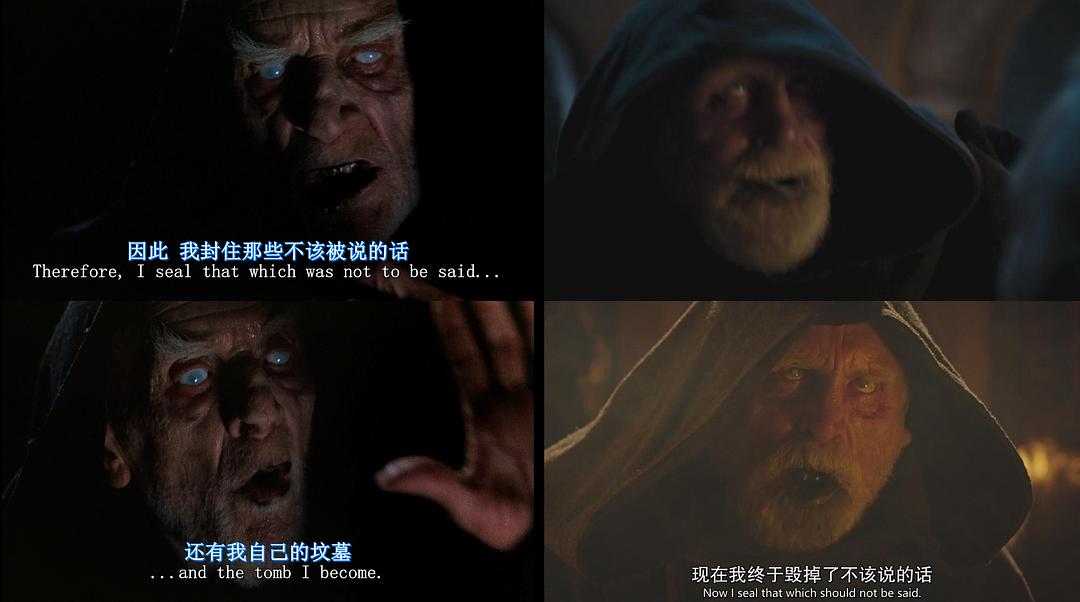 因此 我封住那些不该被说的话
Therefore, I seal that which was not to be said...
还有我自己的坟墓
...and the tomb I become.
现在我终于毁掉了不该说的话
Now I seal that which should not be said.